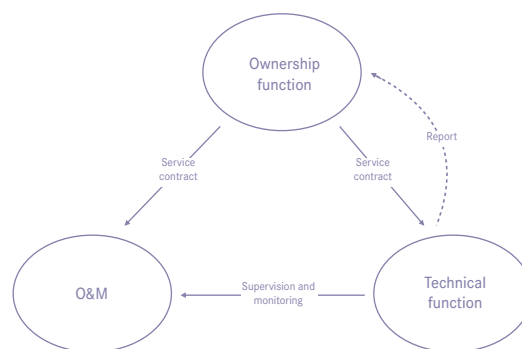 Ownership
function
Report
Service
contract
Service
contract
O&M
Supervision and
monitoring
Technical
function